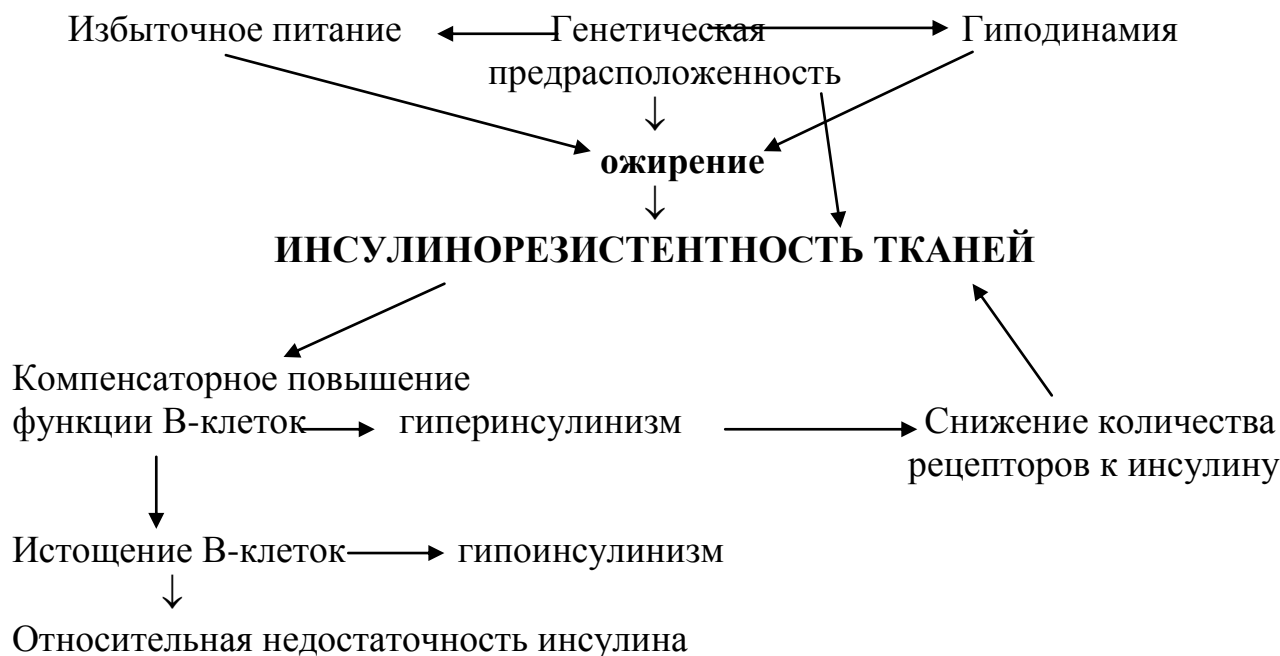 Избыточное питание Генетическая Гиподинамия
предрасположенность
ожирение
ИНСУЛИНОРЕЗИСТЕНТНОСТЬ ТКАНЕЙ
Компенсаторное повышение
функции В-клеток гиперинсулинизм Снижение количества
рецепторов к инсулину
Истощение В-клеток гипоинсулинизм
Относительная недостаточность инсулина